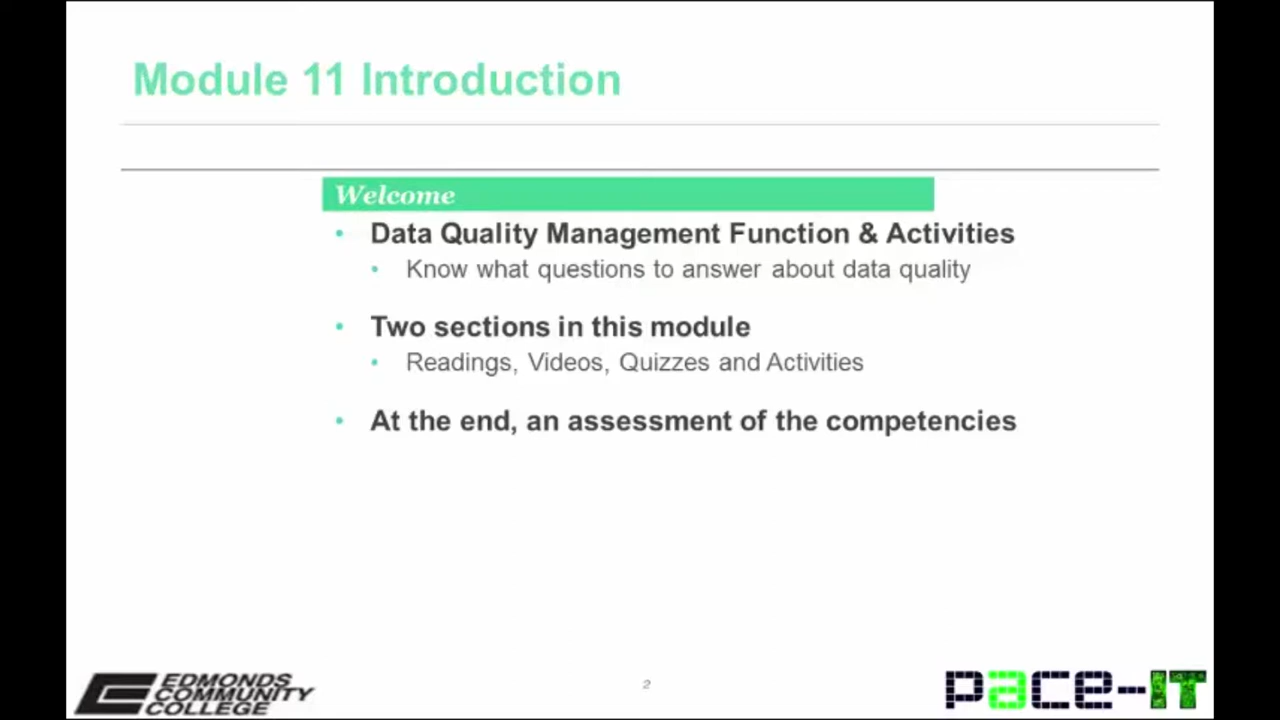 Module 11 Introduction
Welcome
• Data Quality Management Function & Activities
• Know what questions to answer about data quality
• Two sections in this module
• Readings, Videos, Quizzes and Activities
• At the end, an assessment of the competencies
EDMONDS
COMMUNITY
COLLEGE
2
pace-IT